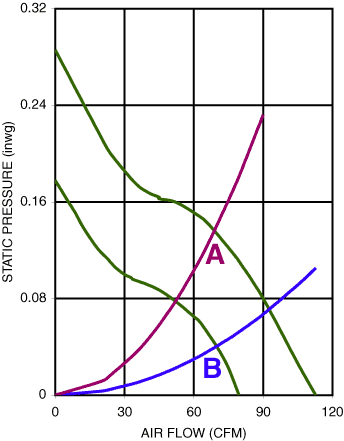 0.32
0.24
0.16
0.08
0
STATIC PRESSURE (inwg)
A
B
0 30 60 90 120
AIR FLOW (CFM)